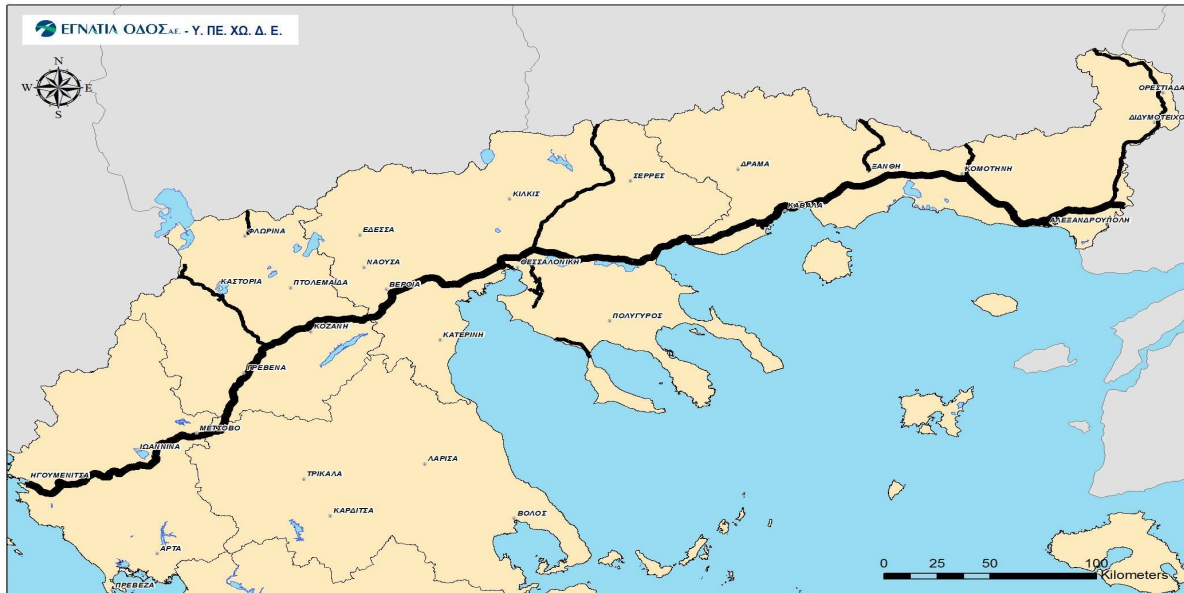 ΕΓΝΑΤΙΑ ΟΔΟΣ Α.Ε. - Υ. ΠΕ. ΧΩ. Δ. Ε.
N
W E
S
ΟΡΕΣΤΙΑΔΑ
ΔΙΔΥΜΟΤΕΙΧΟ
ΔΡΑΜΑ
ΞΑΝΘΗ
ΚΟΜΟΤΗΝΗ
ΣΕΡΡΕΣ
ΚΙΛΚΙΣ
ΚΑΒΑΛΑ
ΑΛΕΞΑΝΔΡΟΥΠΟΛΗ
ΦΛΩΡΙΝΑ
ΕΔΕΣΣΑ
ΘΕΣΣΑΛΟΝΙΚΗ
ΝΑΟΥΣΑ
ΚΑΣΤΟΡΙΑ
ΠΤΟΛΕΜΑΙΔΑ
ΒΕΡΟΙΑ
ΠΟΛΥΓΥΡΟΣ
ΚΟΖΑΝΗ
ΚΑΤΕΡΙΝΗ
ΓΡΕΒΕΝΑ
ΜΕΤΣΟΒΟ
ΙΩΑΝΝΙΝΑ
ΛΑΡΙΣΑ
ΗΓΟΥΜΕΝΙΤΣΑ
ΤΡΙΚΑΛΑ
ΚΑΡΔΙΤΣΑ
ΒΟΛΟΣ
ΑΡΤΑ
ΠΡΕΒΕΖΑ
0 25 50 100
Kilometers